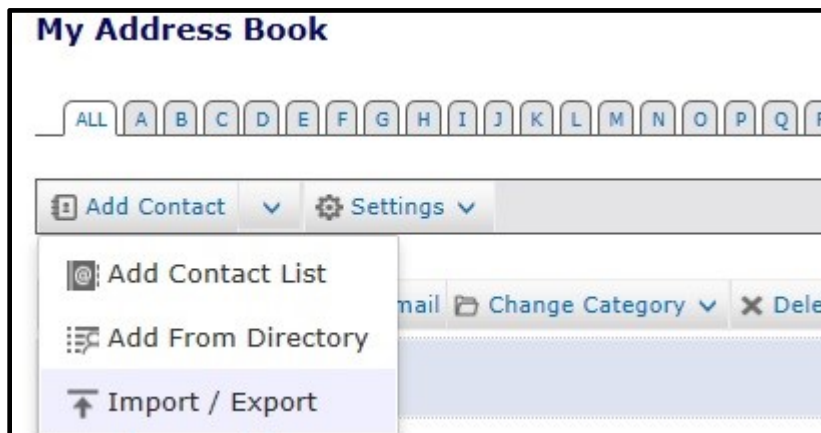 My Address Book
ALL A B C D E F G H I J K L M N O P Q
Add Contact Settings
Add Contact List
Change Category
Add From Directory
Import / Export